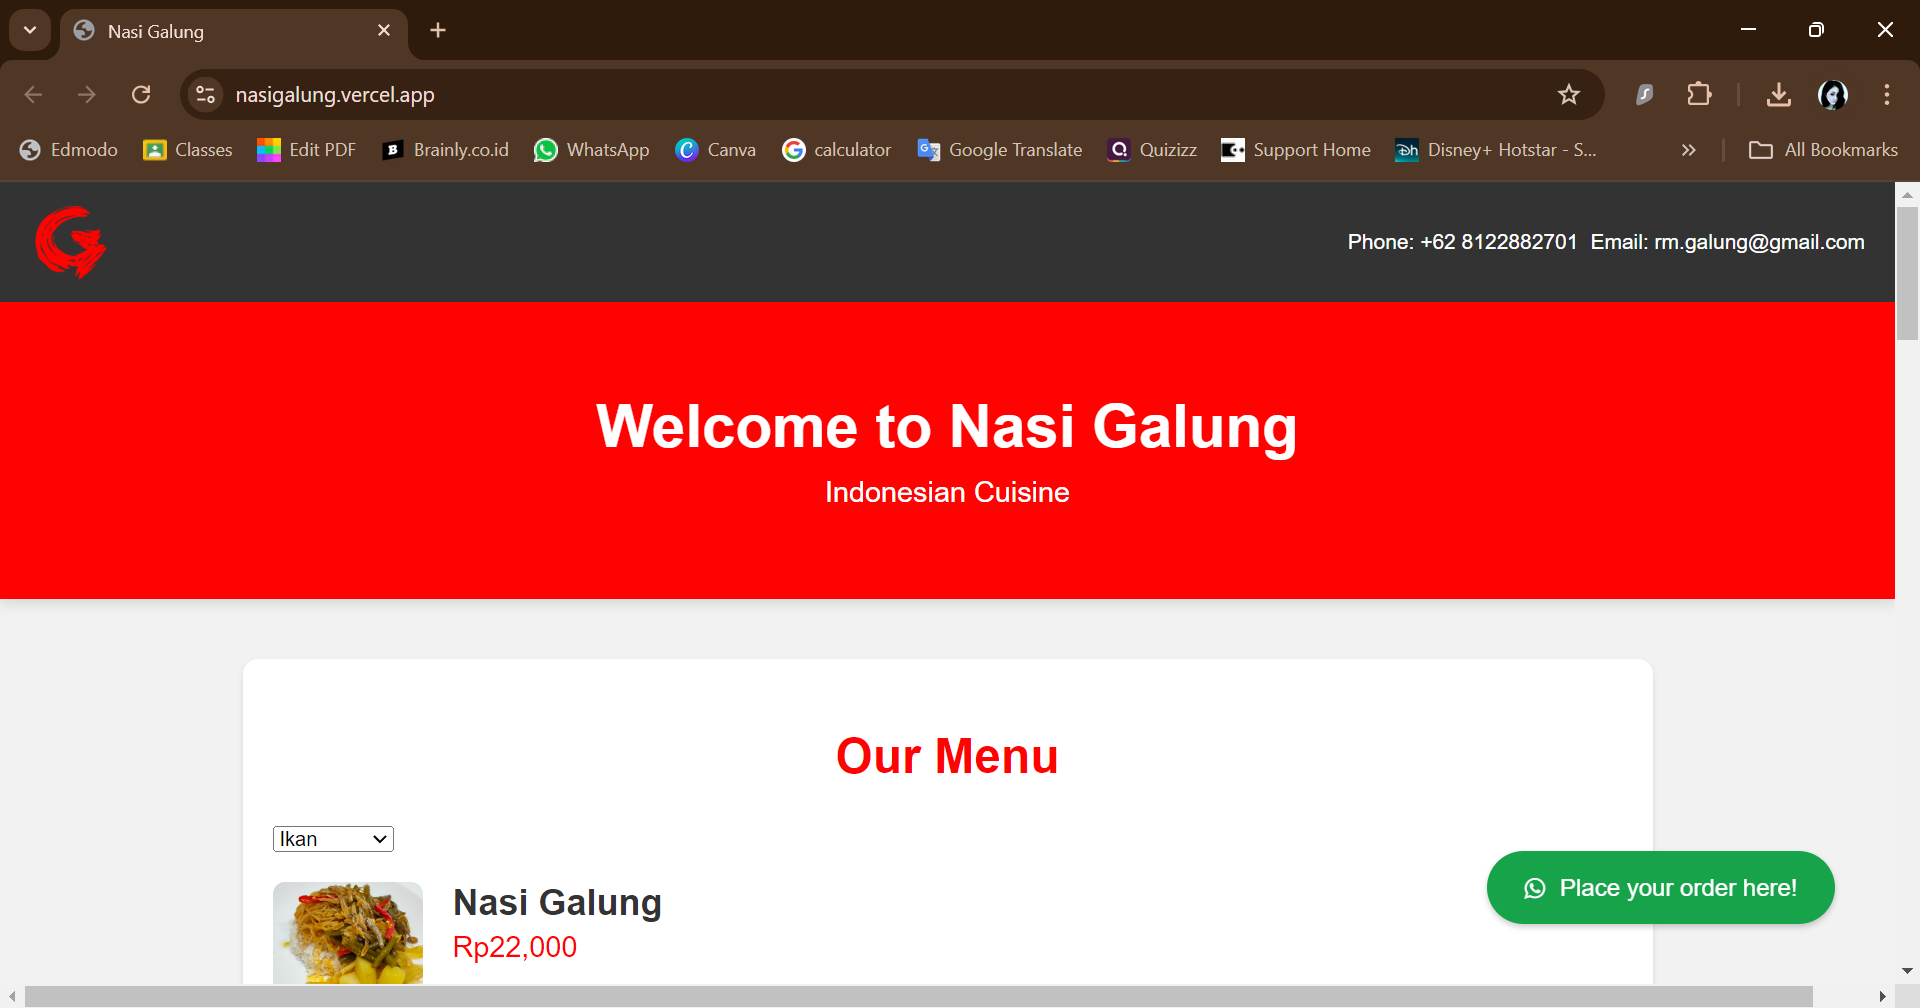 Nasi Galung
nasigalung.vercel.app
Edmodo Classes Edit PDF Brainly.co.id WhatsApp Canva calculator Google Translate Quizizz Support Home Disney+ Hotstar - S... All Bookmarks
Phone: +62 8122882701 Email: rm.galung@gmail.com
Welcome to Nasi Galung
Indonesian Cuisine
Our Menu
Ikan
Nasi Galung
Rp22,000
Place your order here!